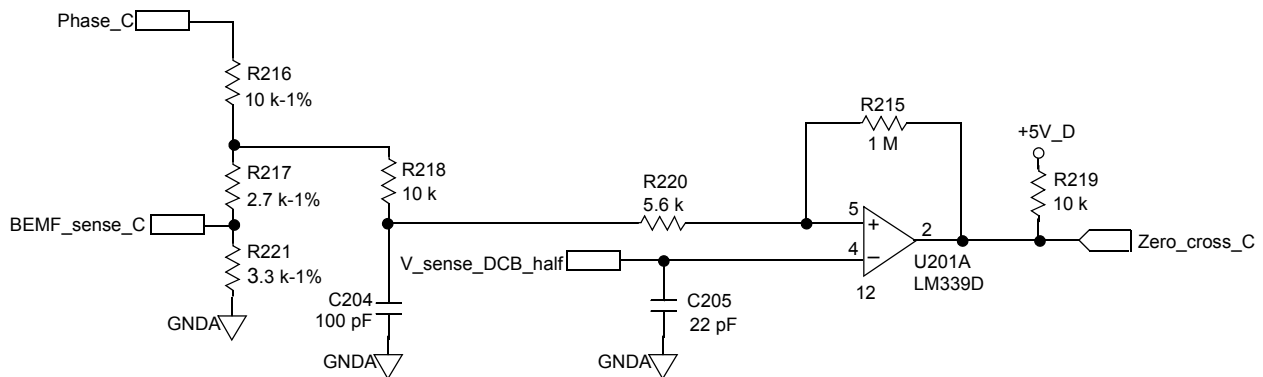 Phase_C
R216
10 k-1%
R217
2.7 k-1%
BEMF_sense_C
R221
3.3 k-1%
GNDA
R218
10 k
C204
100 pF
GNDA
R220
5.6 k
V_sense_DCB_half
C205
22 pF
GNDA
R215
1 M
5
+
4
–
2
12
U201A
LM339D
+5V_D
R219
10 k
Zero_cross_C